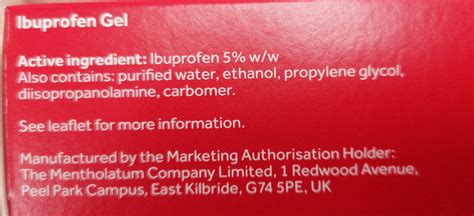 Ibuprofen Gel
Active ingredient: Ibuprofen 5% w/w
Also contains: purified water, ethanol, propylene glycol,
diisopropanolamine, carbomer.
See leaflet for more information.
Manufactured by the Marketing Authorisation Holder:
The Mentholatum Company Limited, 1 Redwood Avenue,
Peel Park Campus, East Kilbride, G74 5PE, UK